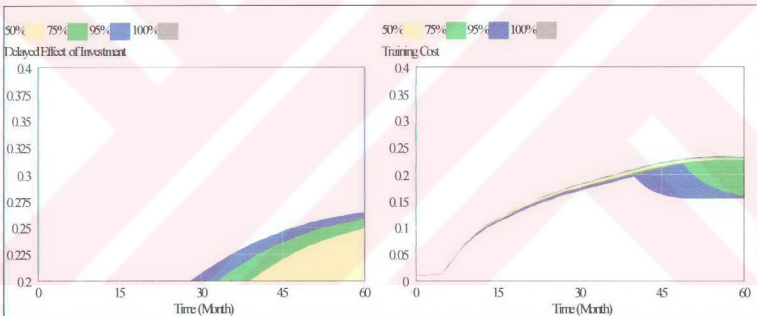 50% 75% 95% 100%
Delayed Effect of Investment
0.4
0.375
0.35
0.325
0.3
0.275
0.25
0.225
0.2
0 15 30 45 60
Time (Month)
50% 75% 95% 100%
Training Cost
0.4
0.35
0.3
0.25
0.2
0.15
0.1
0.05
0
0 15 30 45 60
Time (Month)